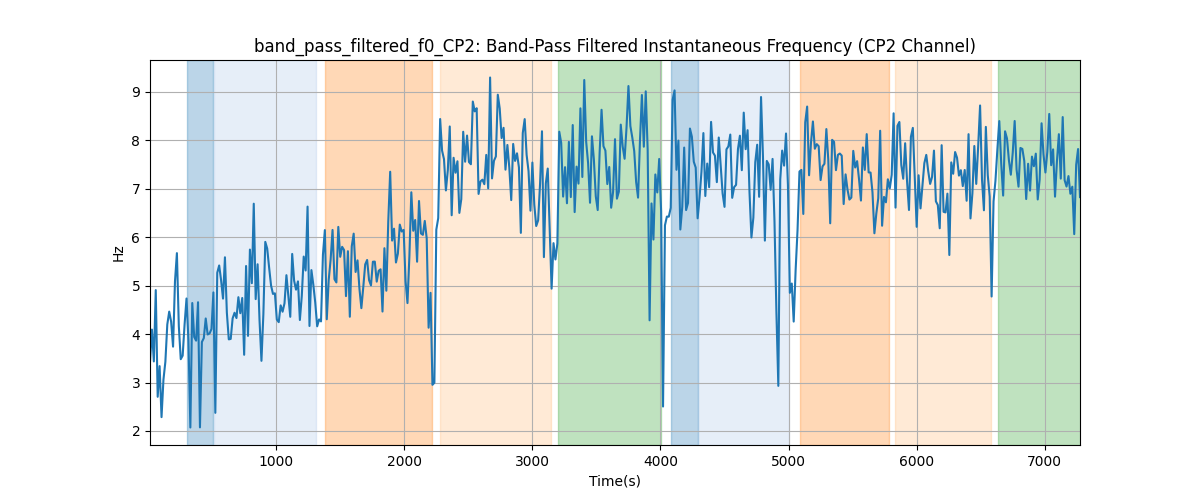 band_pass_filtered_f0_CP2: Band-Pass Filtered Instantaneous Frequency (CP2 Channel)
Hz
9
8
7
6
5
4
3
2
1000 2000 3000 4000 5000 6000 7000
Time(s)